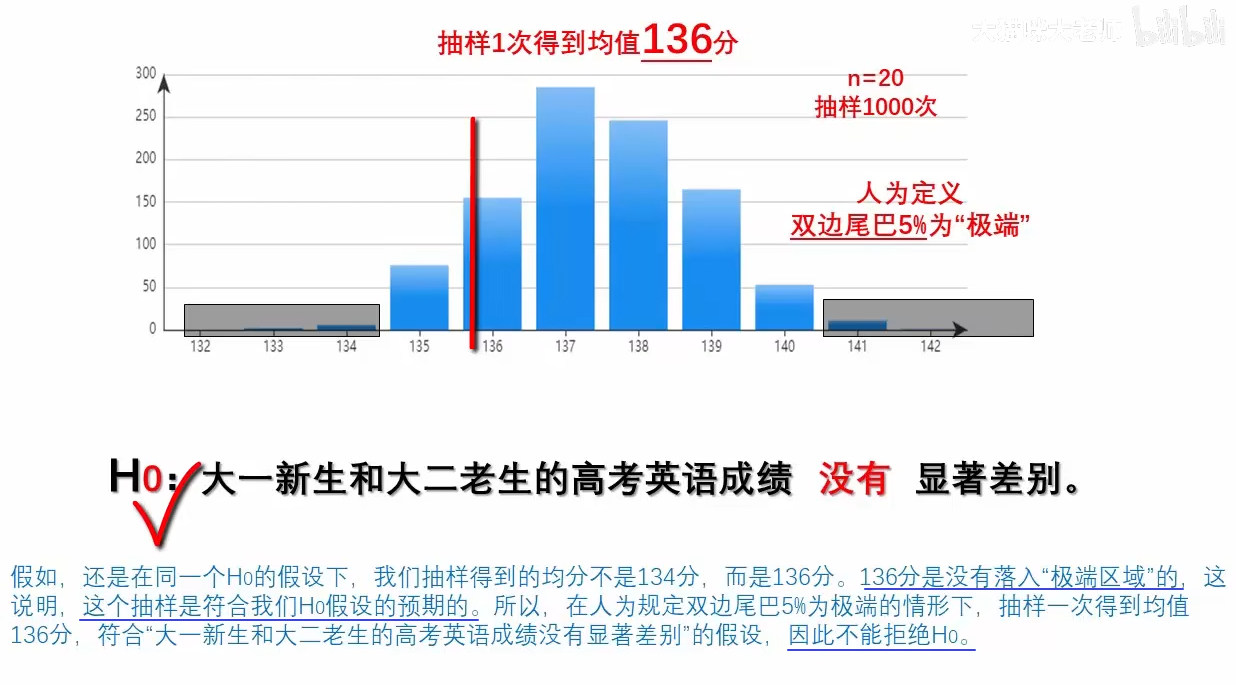 抽样1次得到均值136分
大猫咪大老师 bilibili
300
n=20
抽样1000次
250
200
人为定义
双边尾巴5%为“极端”
150
100
50
0
132 133 134 135 136 137 138 139 140 141 142
H0：大一新生和大二老生的高考英语成绩 没有 显著差别。
假如，还是在同一个H0的假设下，我们抽样得到的均分不是134分，而是136分。136分是没有落入“极端区域”的，这
说明，这个抽样是符合我们H0假设的预期的。所以，在人为规定双边尾巴5%为极端的情形下，抽样一次得到均值
136分，符合“大一新生和大二老生的高考英语成绩没有显著差别”的假设，因此不能拒绝H0。